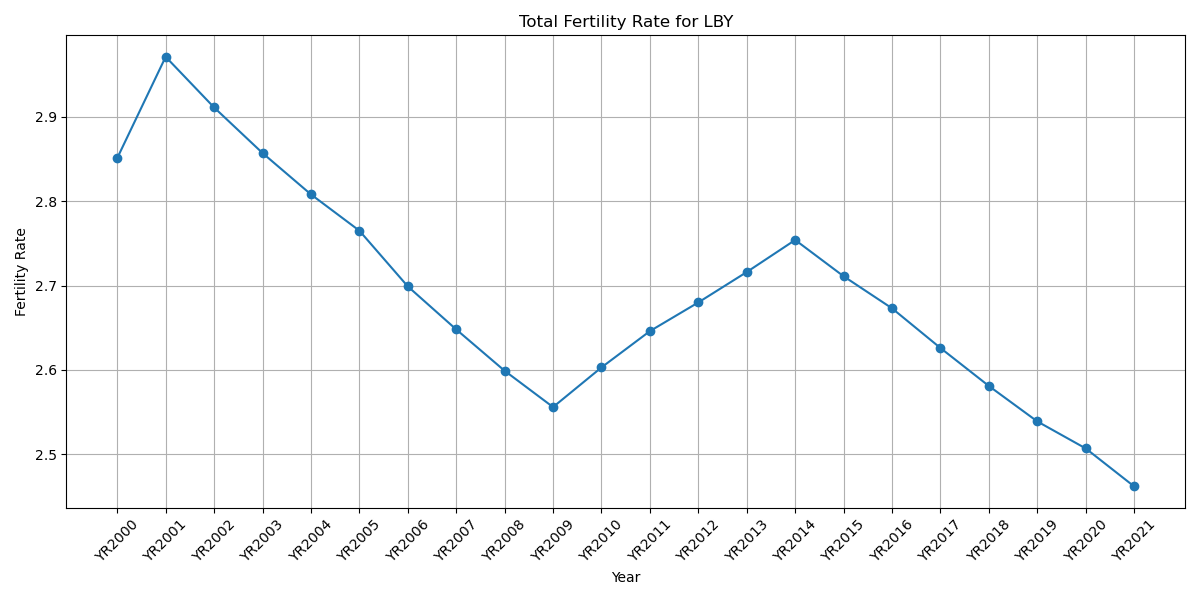 Total Fertility Rate for LBY
Fertility Rate
2.9
2.8
2.7
2.6
2.5
YR2000
YR2001
YR2002
YR2003
YR2004
YR2005
YR2006
YR2007
YR2008
YR2009
YR2010
YR2011
YR2012
YR2013
YR2014
YR2015
YR2016
YR2017
YR2018
YR2019
YR2020
YR2021
Year